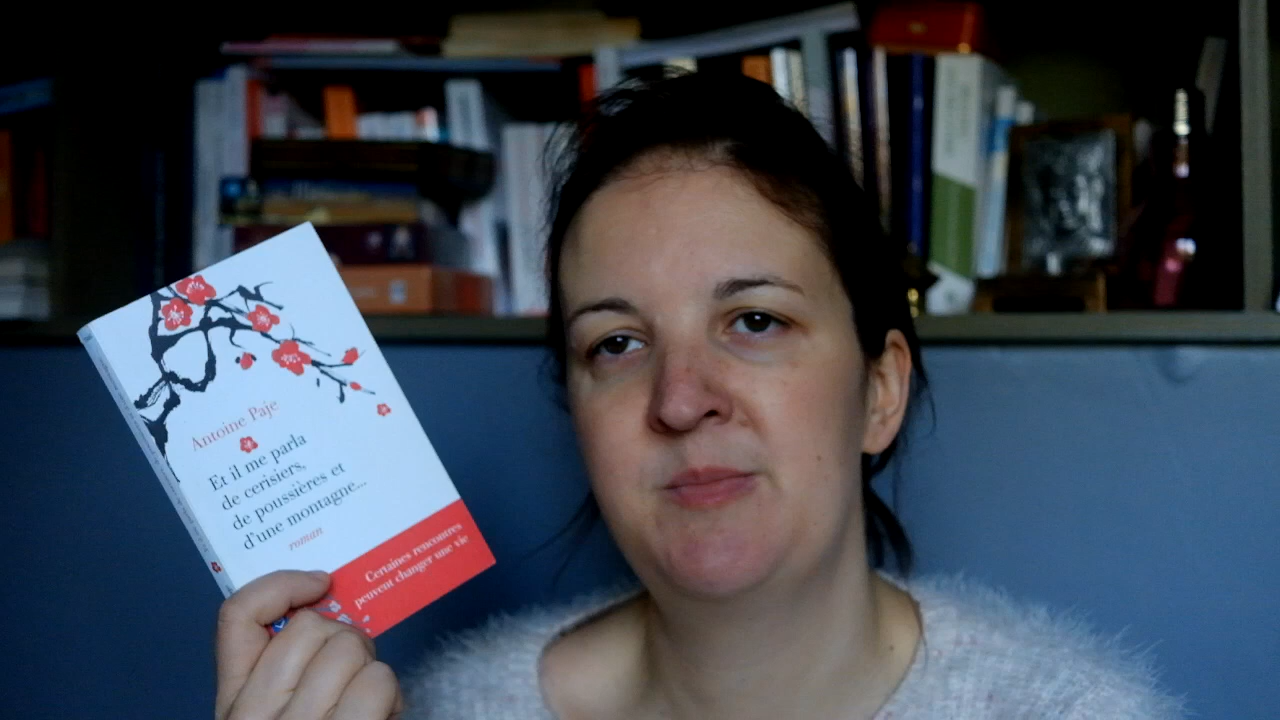 Antoine Paje
Et il me parla
de cerisiers,
de poussières et
d'une montagne...
roman
Certaines rencontres
peuvent changer une vie